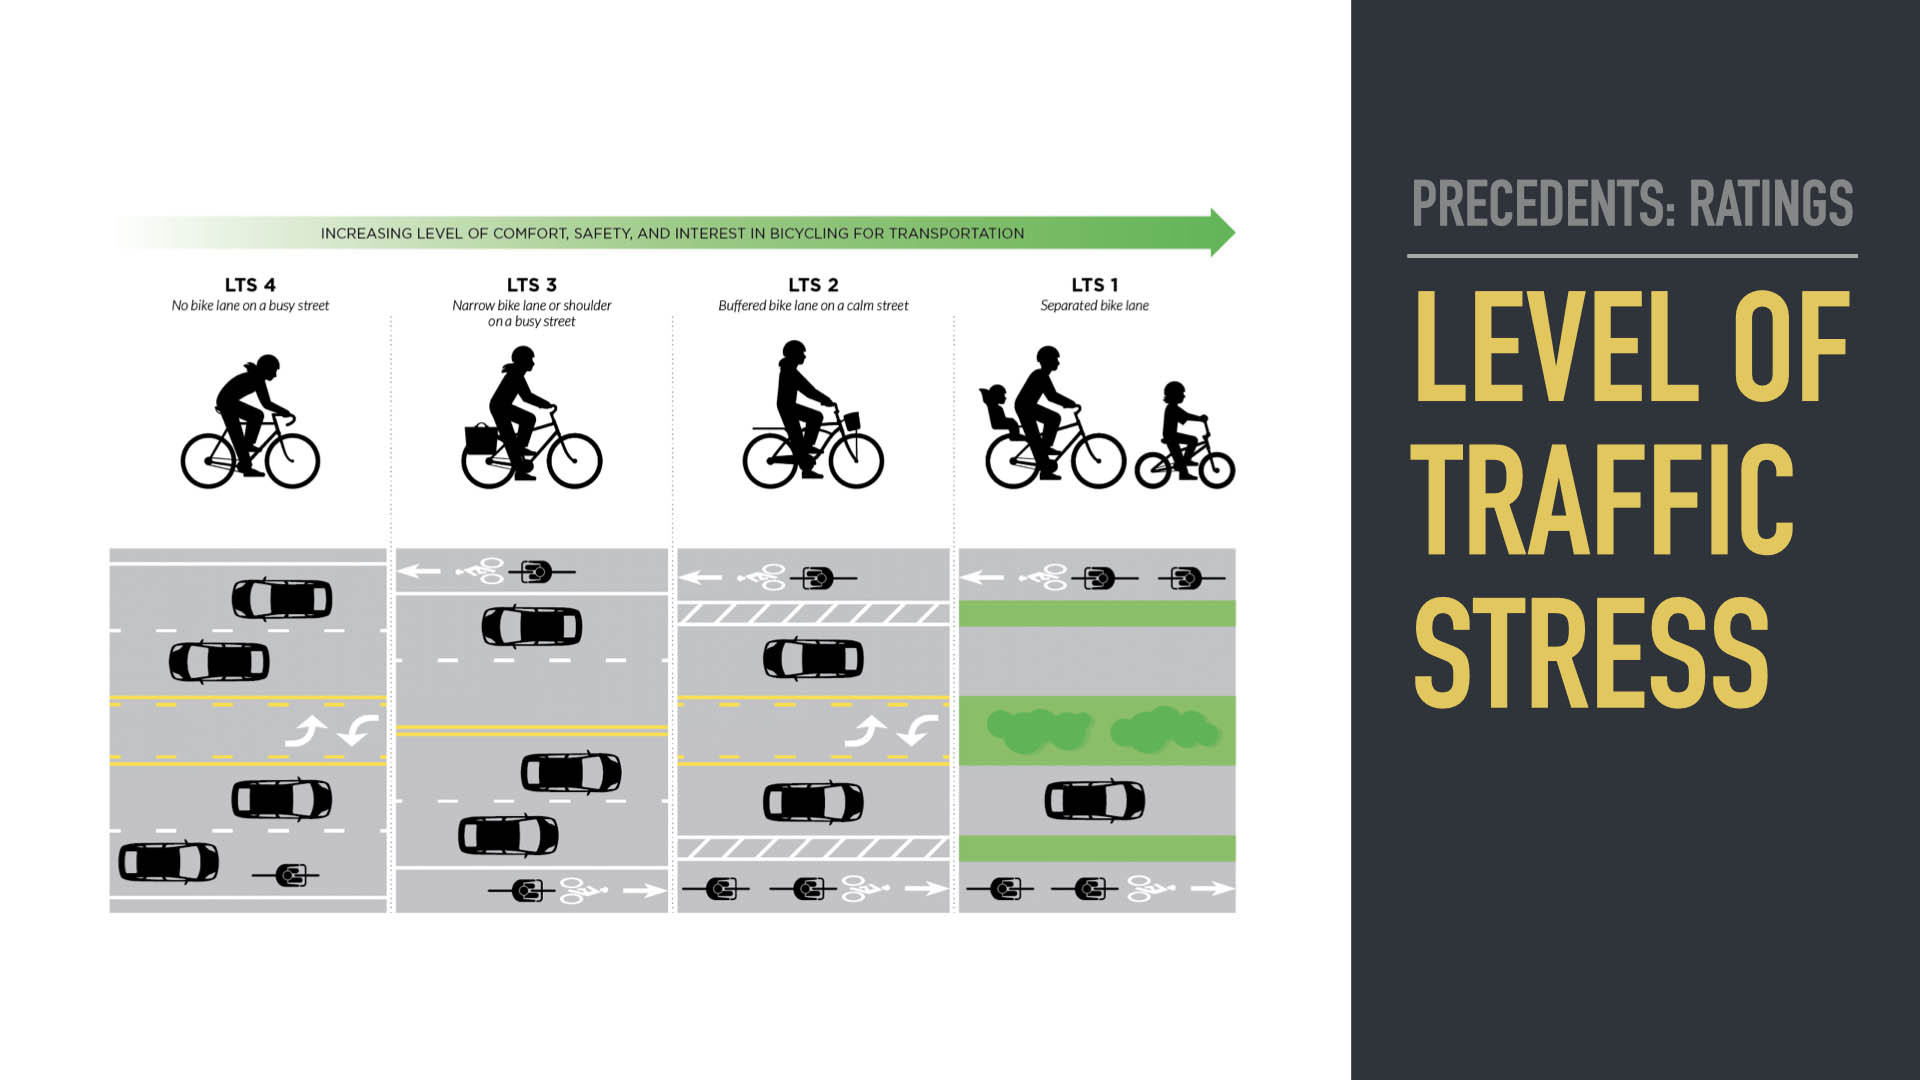 INCREASING LEVEL OF COMFORT, SAFETY, AND INTEREST IN BICYCLING FOR TRANSPORTATION
LTS 4
No bike lane on a busy street
LTS 3
Narrow bike lane or shoulder
on a busy street
LTS 2
Buffered bike lane on a calm street
LTS 1
Separated bike lane
PRECEDENTS: RATINGS
LEVEL OF
TRAFFIC
STRESS